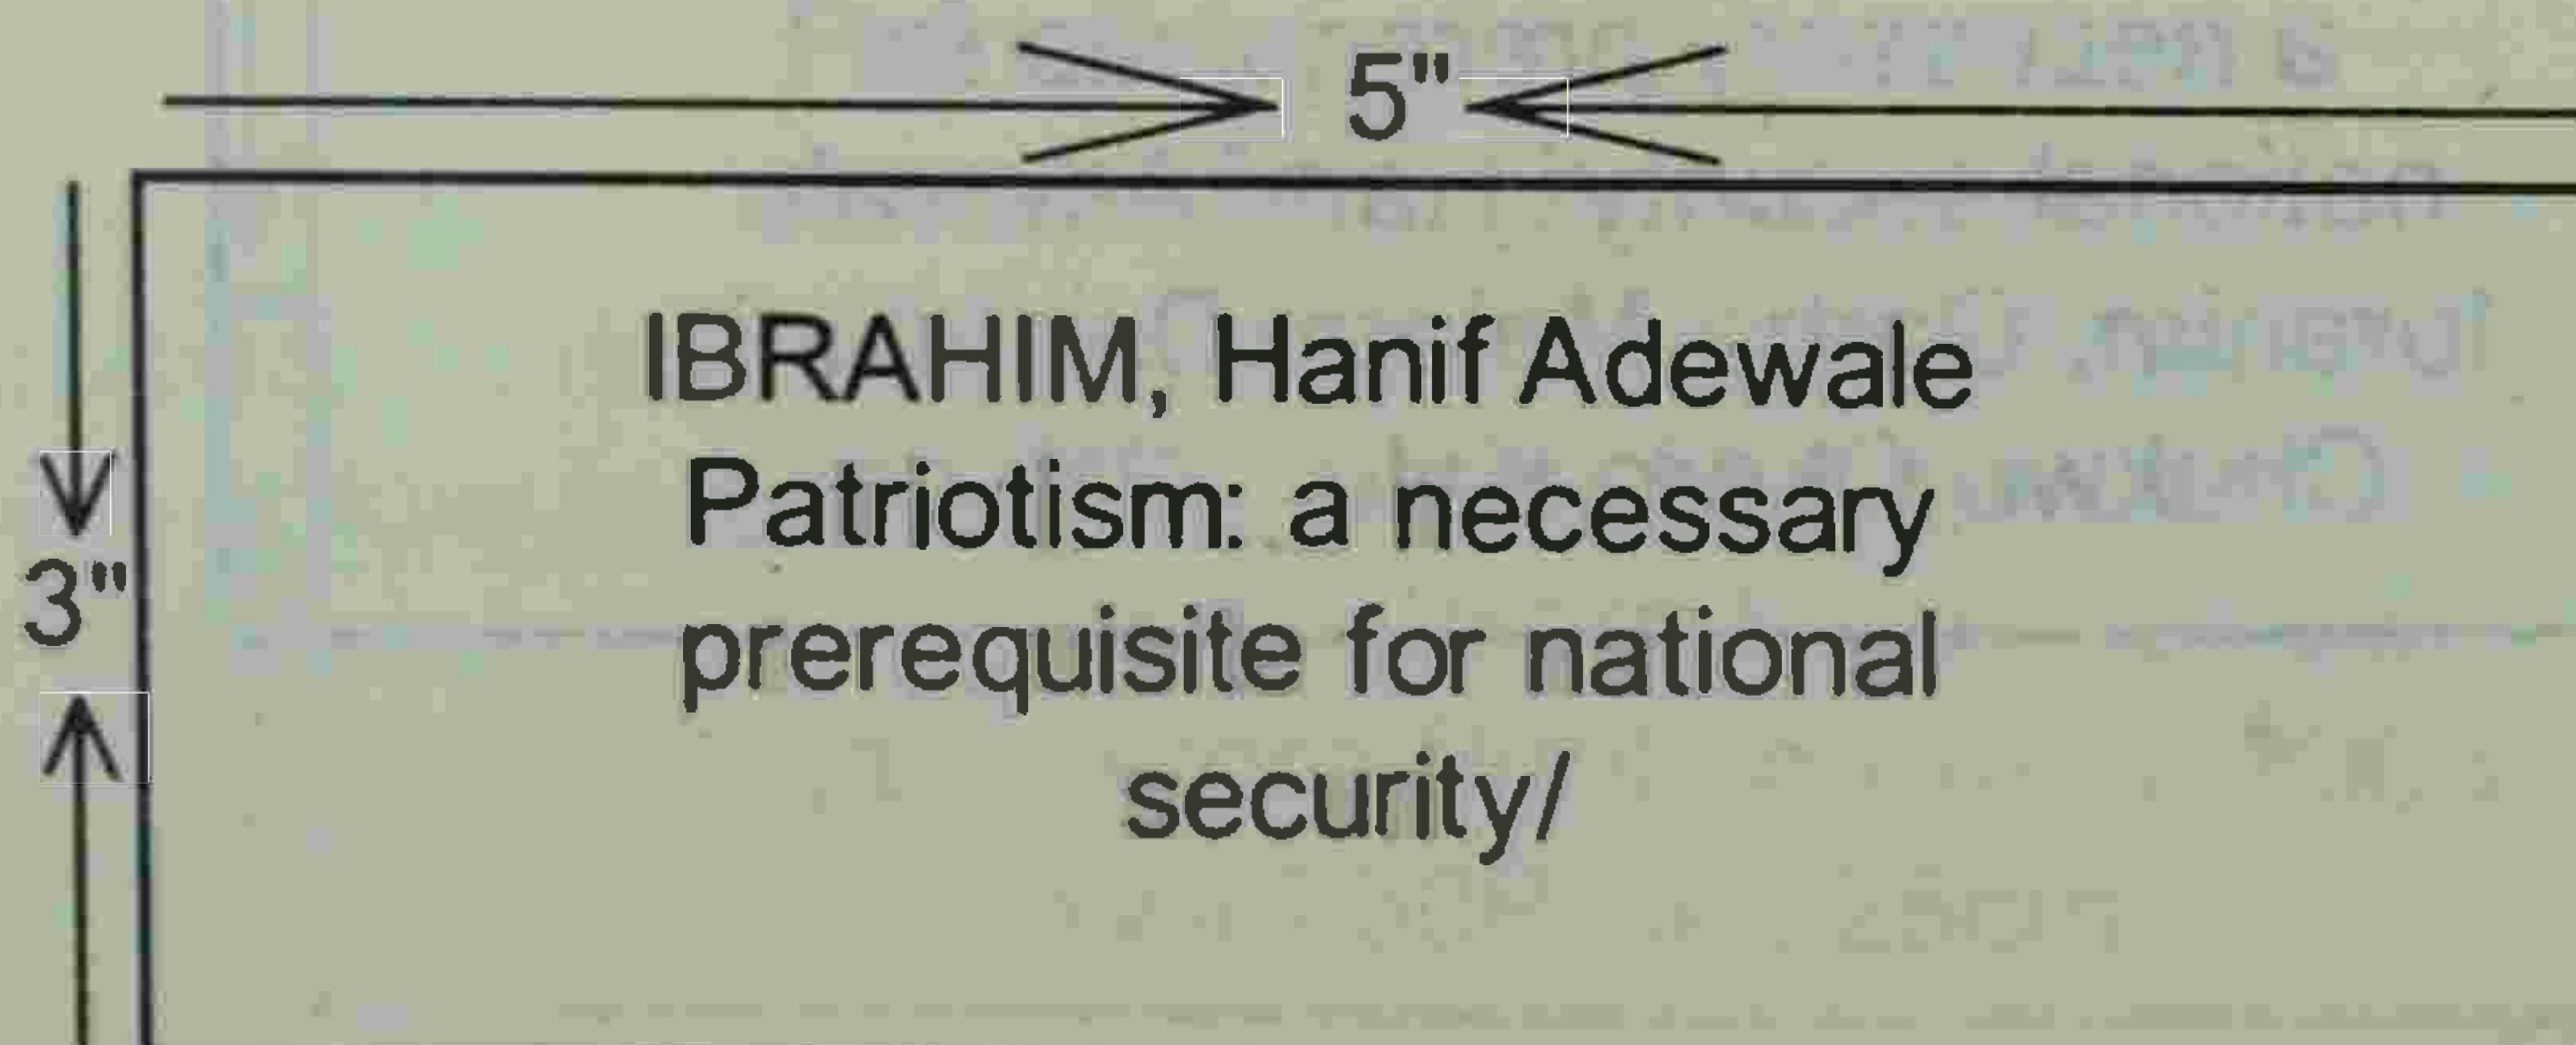 5"
IBRAHIM, Hanif Adewale
Patriotism: a necessary
3"
prerequisite for national
security/